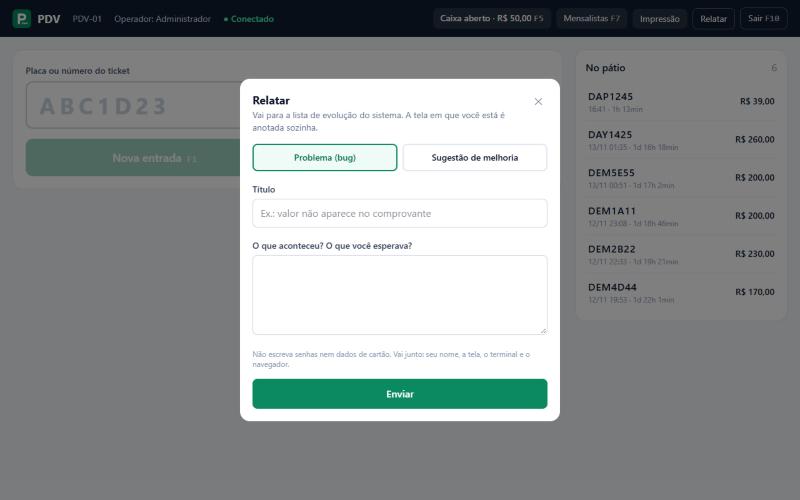 PDV PDV-01 Operador: Administrador Conectado Caixa aberto · R$ 50,00 F5 Mensalistas F7 Impressão Relatar Sair F10
Placa ou número do ticket
ABC1D23
Nova entrada F1
Relatar
Vai para a lista de evolução do sistema. A tela em que você está é
anotada sozinha.
Problema (bug) Sugestão de melhoria
Título
Ex.: valor não aparece no comprovante
O que aconteceu? O que você esperava?
Não escreva senhas nem dados de cartão. Vai junto: seu nome, a tela, o terminal e o
navegador.
Enviar
No pátio 6
DAP1245 R$ 39,00
16:41 · 1h 13min
DAY1425 R$ 260,00
13/11 01:35 · 1d 16h 18min
DEM5E55 R$ 200,00
13/11 00:51 · 1d 17h 2min
DEM1A11 R$ 200,00
12/11 23:08 · 1d 18h 46min
DEM2B22 R$ 230,00
12/11 22:33 · 1d 19h 21min
DEM4D44 R$ 170,00
12/11 19:53 · 1d 22h 1min